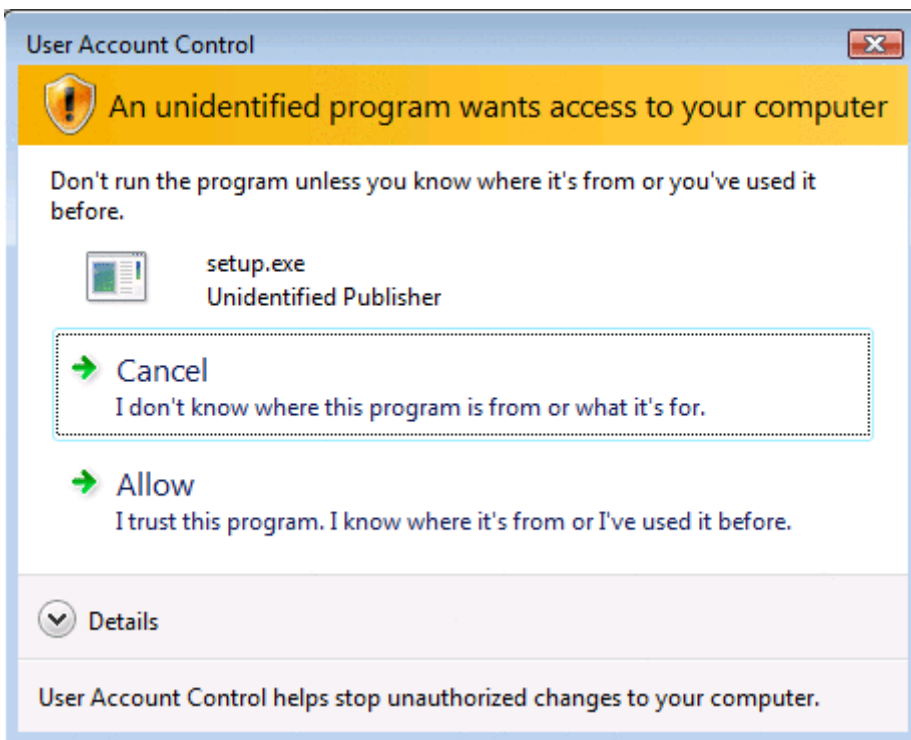 User Account Control
An unidentified program wants access to your computer
Don't run the program unless you know where it's from or you've used it
before.
setup.exe
Unidentified Publisher
Cancel
I don't know where this program is from or what it's for.
Allow
I trust this program. I know where it's from or I've used it before.
Details
User Account Control helps stop unauthorized changes to your computer.